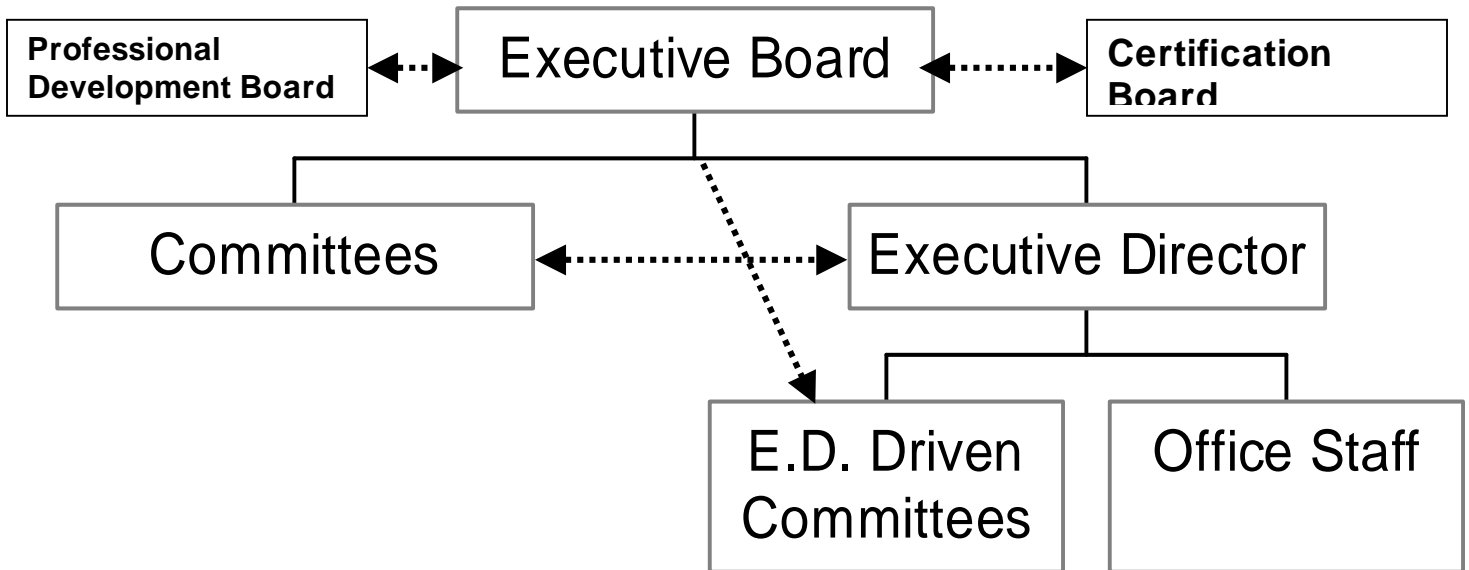 Professional
Development Board
Executive Board
Certification
Board
Committees
Executive Director
E.D. Driven
Committees
Office Staff